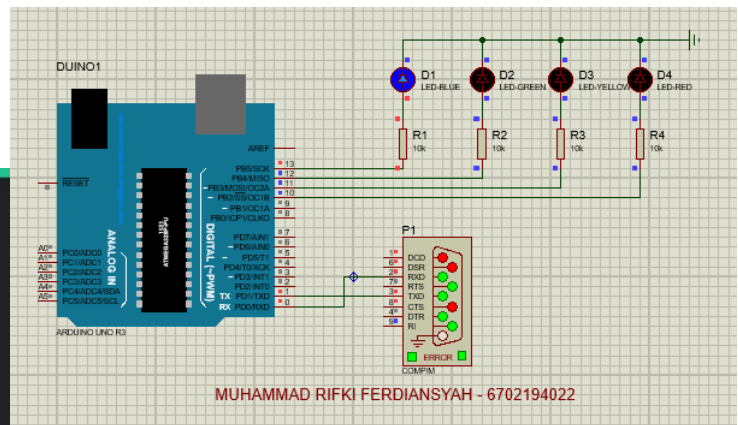 DUINO1
D1
LED-BLUE
D2
LED-GREEN
D3
LED-YELLOW
D4
LED-RED
R1
10k
R2
10k
R3
10k
R4
10k
AREF
RESET
PB5/SCK 13
PB4/MISO 12
~PB3/MOSI/OC2A 11
~PB2/SS/OC1B 10
~PB1/OC1A 9
PB0/ICP1/CLKO 8
PD7/AIN1 7
~PD6/AIN0 6
~PD5/T1 5
PD4/T0/XCK 4
~PD3/INT1 3
PD2/INT0 2
TX PD1/TXD 1
RX PD0/RXD 0
DIGITAL (~PWM)
ANALOG IN
A0 PC0/ADC0
A1 PC1/ADC1
A2 PC2/ADC2
A3 PC3/ADC3
A4 PC4/ADC4/SDA
A5 PC5/ADC5/SCL
ARDUINO UNO R3
P1
1 DCD
6 DSR
2 RXD
7 RTS
3 TXD
8 CTS
4 DTR
9 RI
ERROR
COMPIM
MUHAMMAD RIFKI FERDIANSYAH - 6702194022